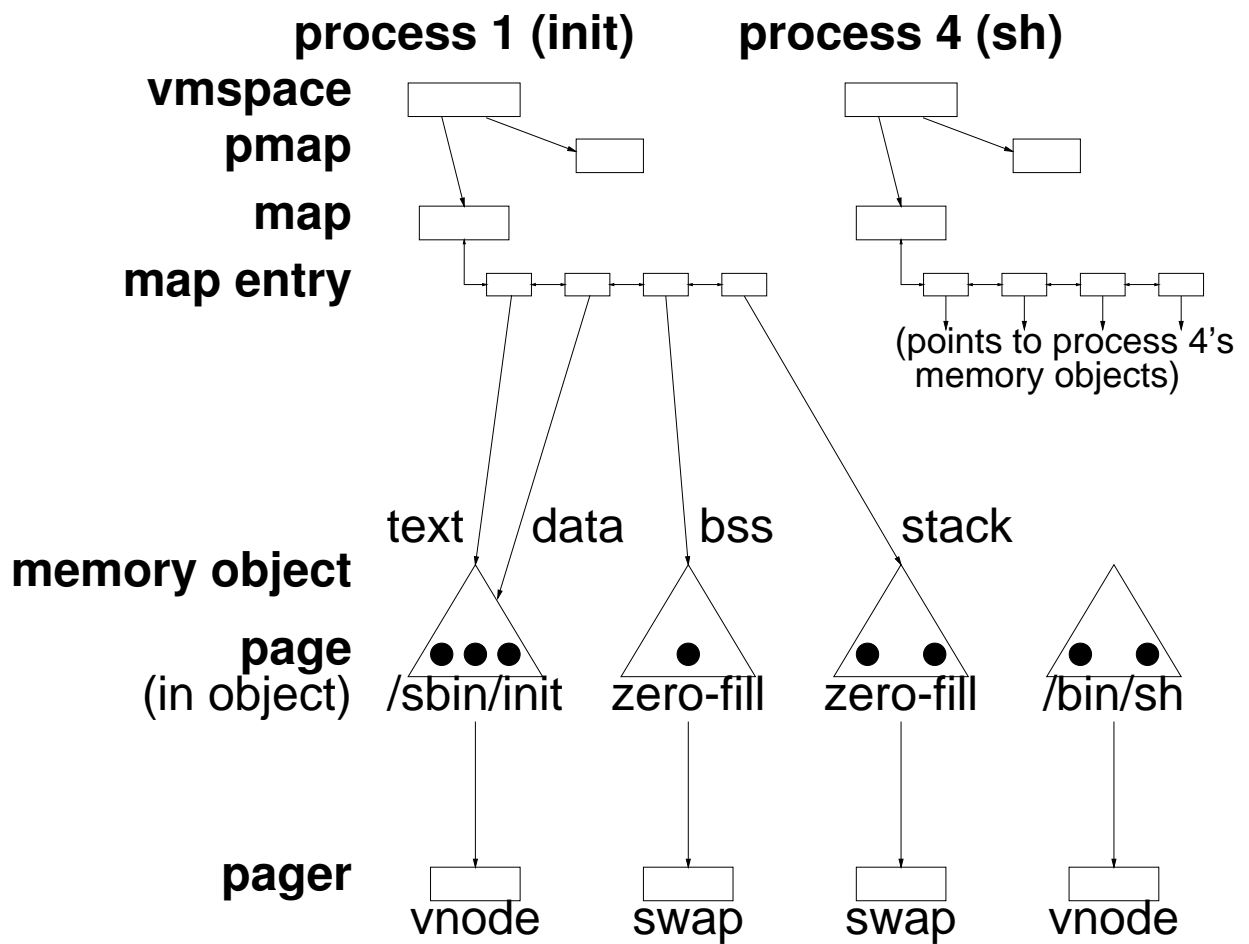 process 1 (init)
process 4 (sh)
vmspace
pmap
map
map entry
(points to process 4's
memory objects)
text
data
bss
stack
memory object
page
(in object)
/sbin/init
zero-fill
zero-fill
/bin/sh
pager
vnode
swap
swap
vnode